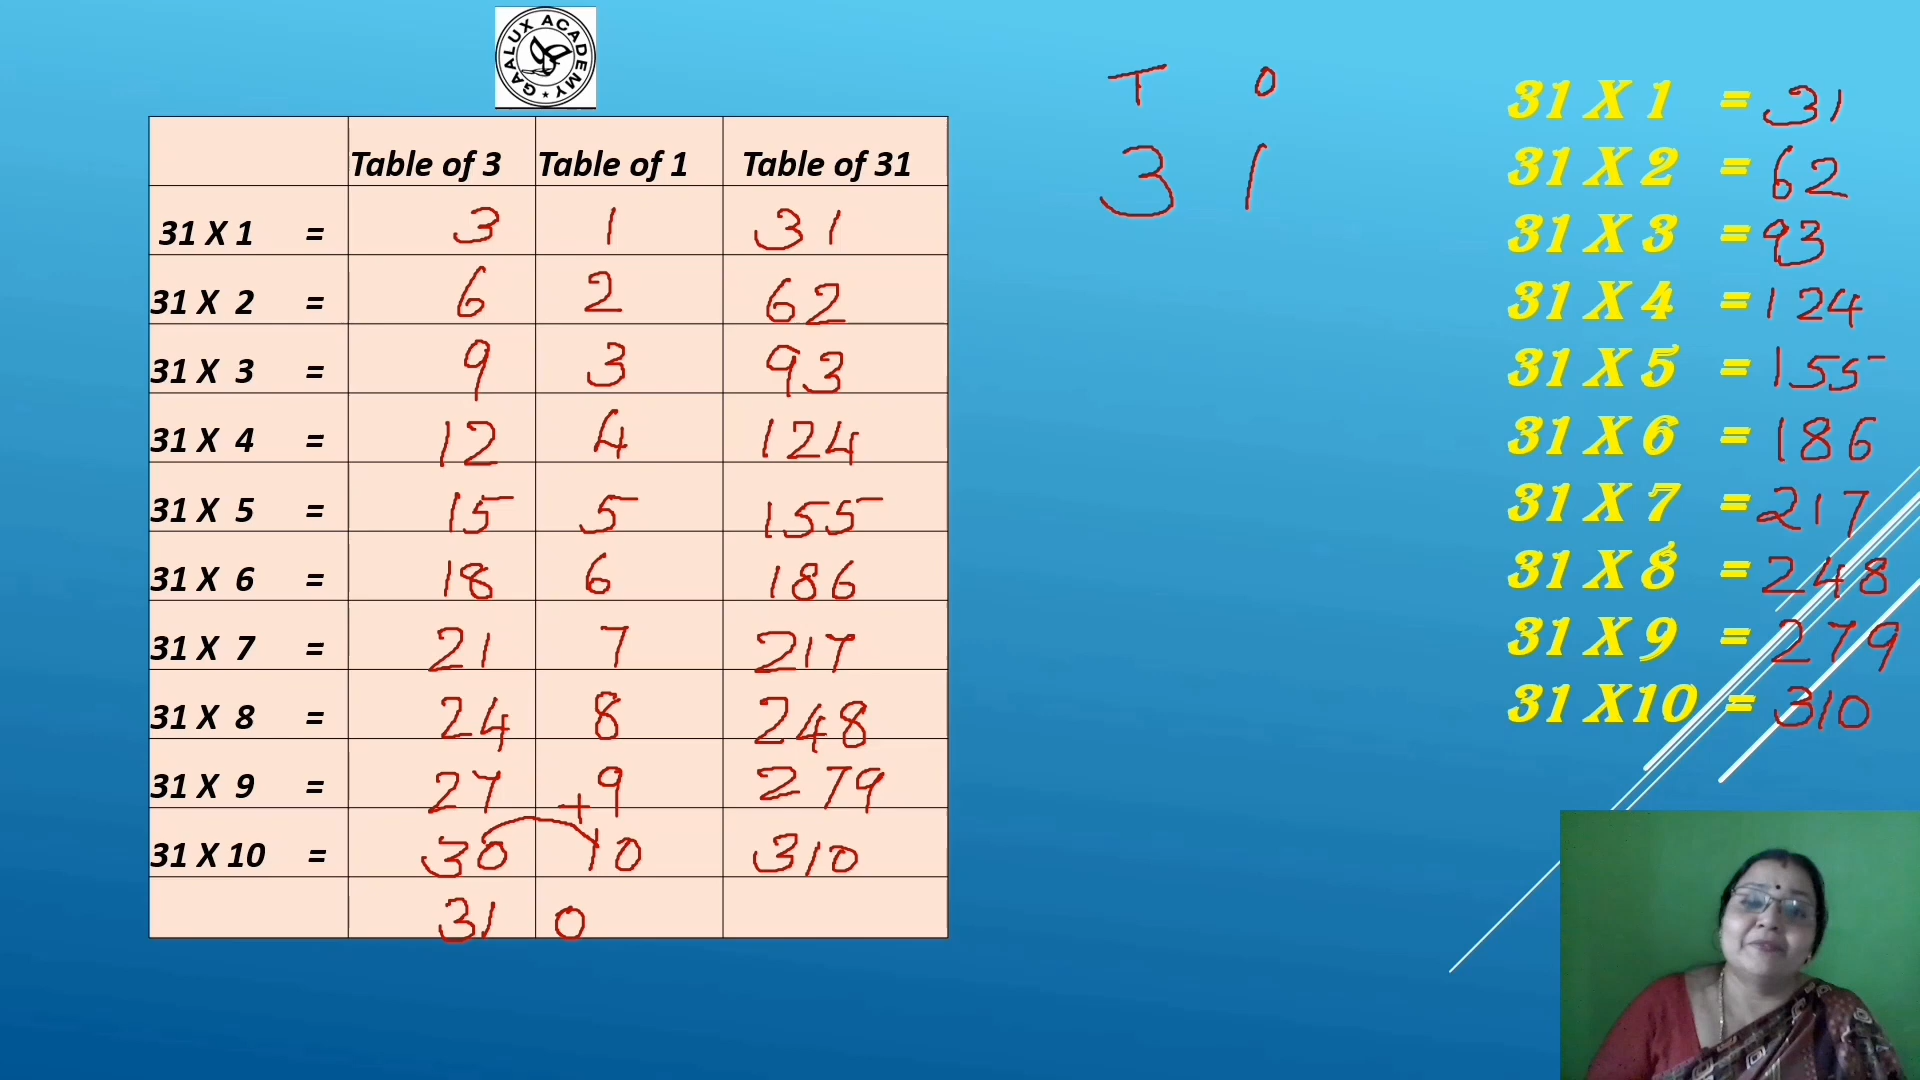 GAALUX ACADEMY
Table of 3 Table of 1 Table of 31
31 X 1 = 3 1 31
31 X 2 = 6 2 62
31 X 3 = 9 3 93
31 X 4 = 12 4 124
31 X 5 = 15 5 155
31 X 6 = 18 6 186
31 X 7 = 21 7 217
31 X 8 = 24 8 248
31 X 9 = 27 +9 279
31 X 10 = 30 10 310
31 0
T O
3 1
31 X 1 = 31
31 X 2 = 62
31 X 3 = 93
31 X 4 = 124
31 X 5 = 155
31 X 6 = 186
31 X 7 = 217
31 X 8 = 248
31 X 9 = 279
31 X10 = 310